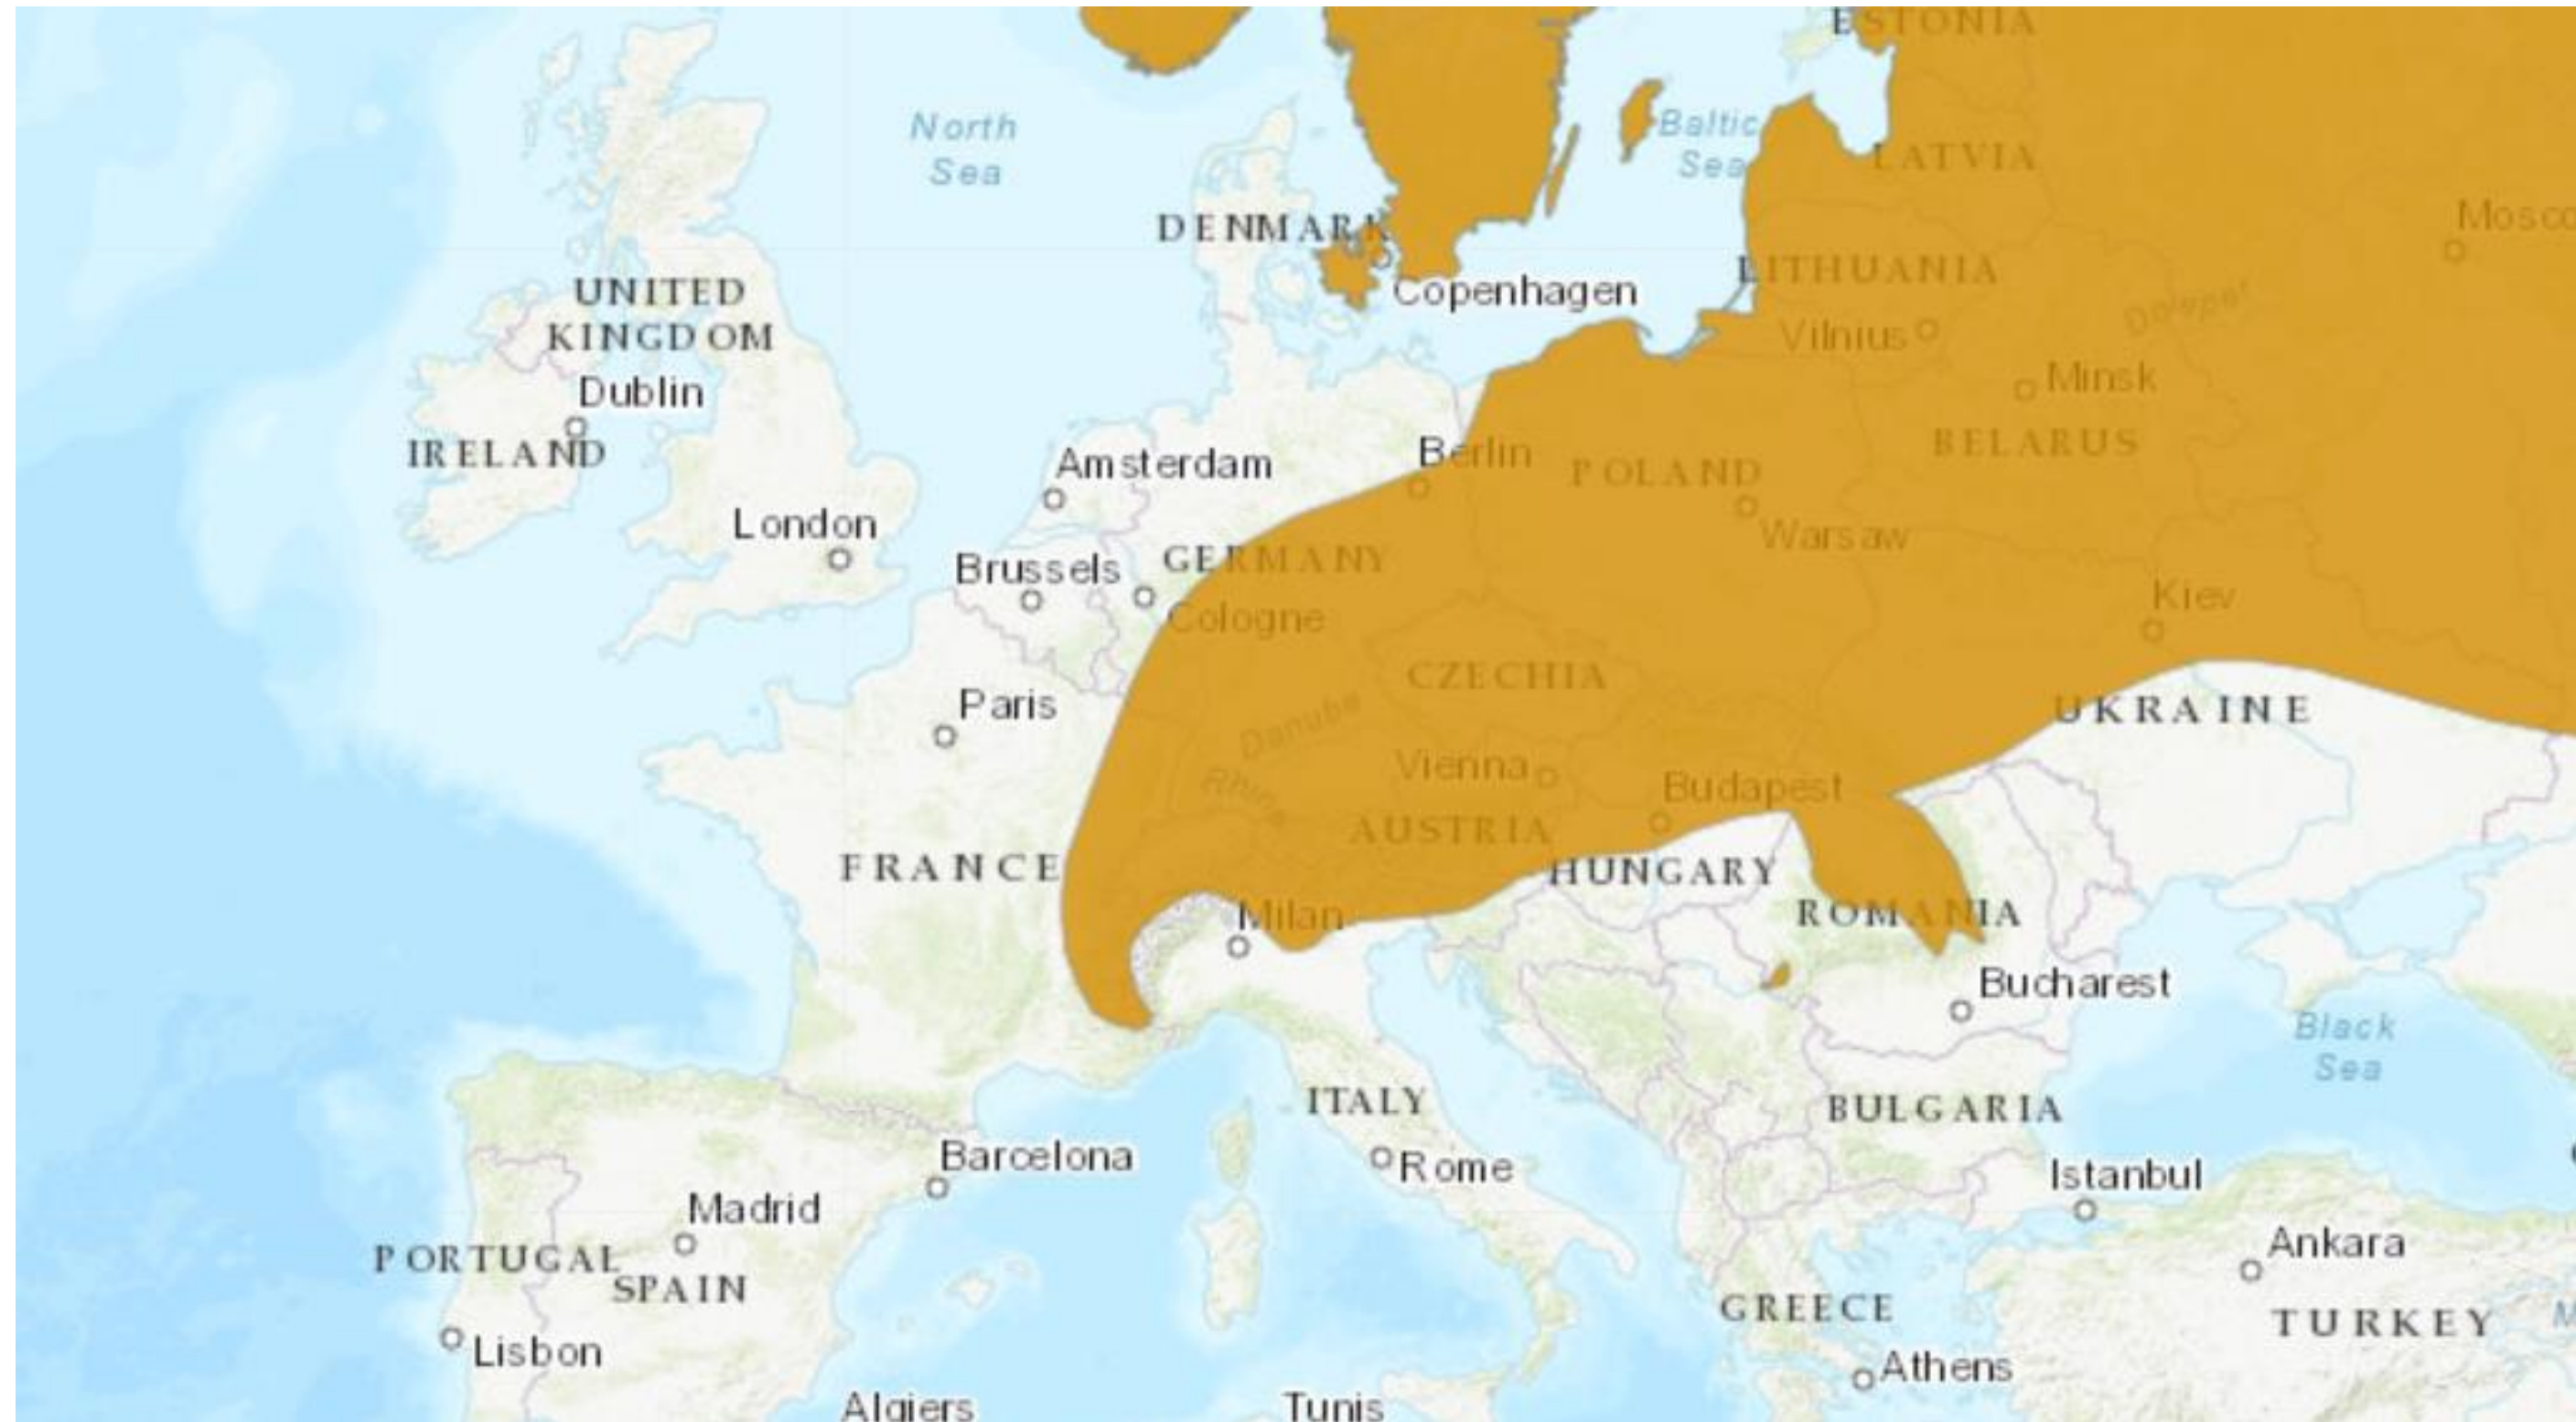 ESTONIA
North
Sea
Baltic
Sea
LATVIA
DENMARK
Mosco
LITHUANIA
UNITED
KINGDOM
Copenhagen
Dnieper
Vilnius
Minsk
Dublin
IRELAND
BELARUS
Amsterdam
Berlin
POLAND
London
Warsaw
Brussels
GERMANY
Kiev
Cologne
CZECHIA
Paris
Danube
UKRAINE
Vienna
Rhine
Budapest
AUSTRIA
FRANCE
HUNGARY
Milan
ROMANIA
Bucharest
Black
Sea
ITALY
BULGARIA
Barcelona
Rome
Istanbul
Madrid
PORTUGAL
SPAIN
Ankara
GREECE
TURKEY
M
Lisbon
Athens
Algiers
Tunis